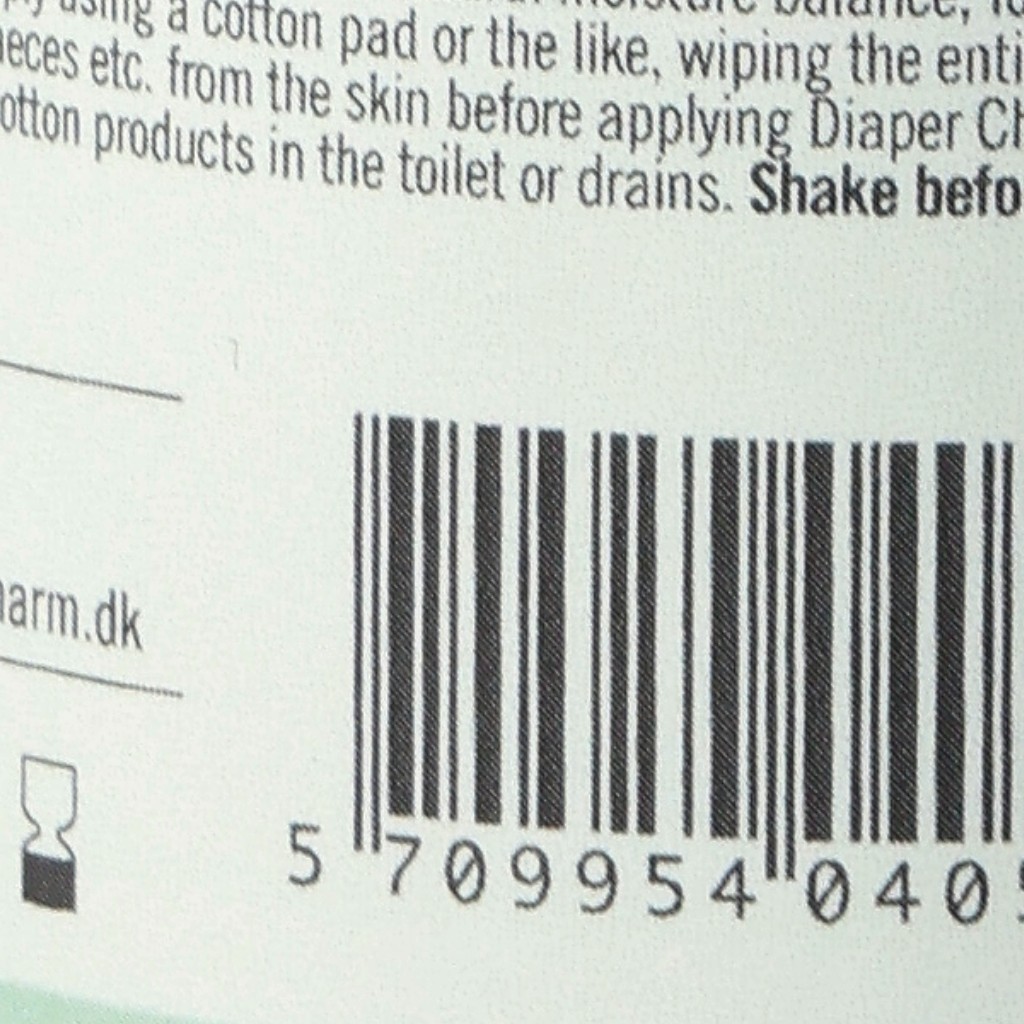 using a cotton pad or the like, wiping the enti
eces etc. from the skin before applying Diaper Ch
otton products in the toilet or drains. Shake befo
arm.dk
5 709954 040